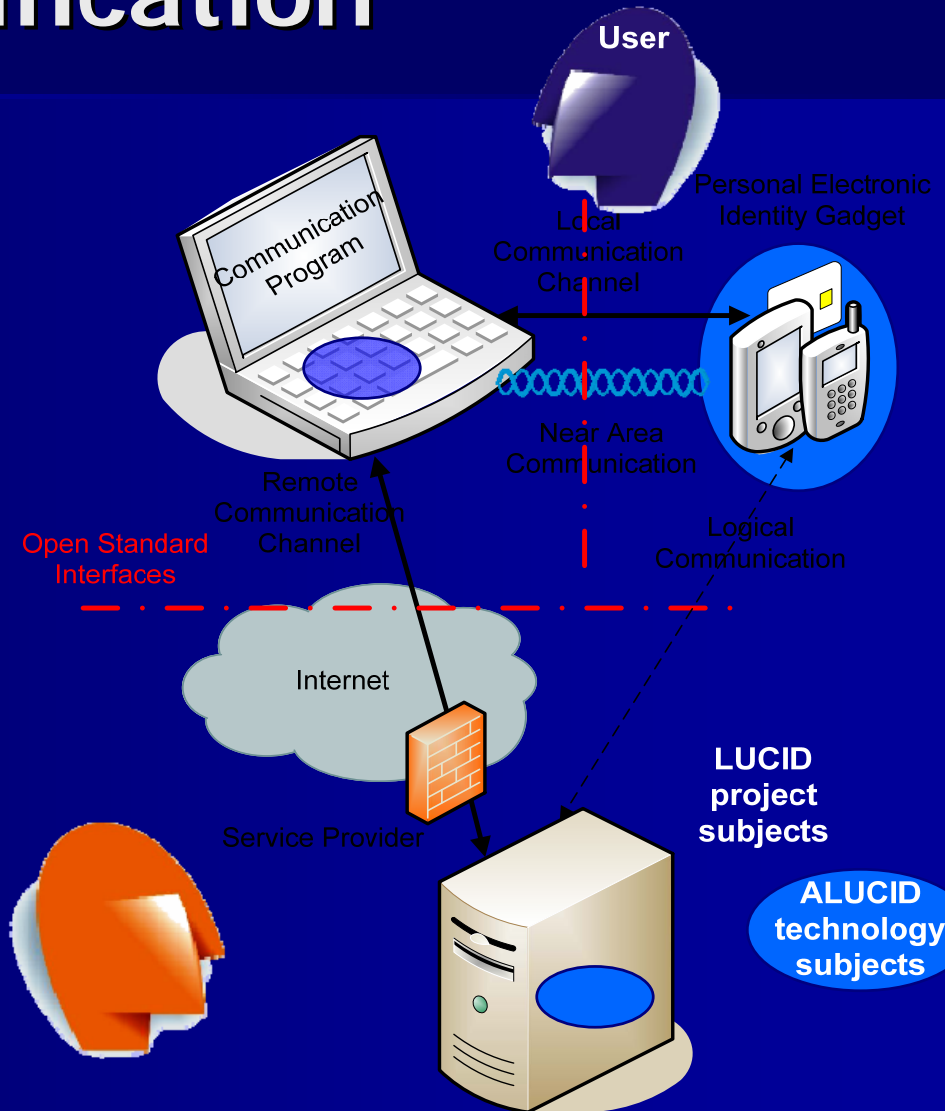 User
Personal Electronic
Identity Gadget
Local
Communication
Channel
Communication
Program
Near Area
Communication
Remote
Communication
Channel
Logical
Communication
Open Standard
Interfaces
Internet
LUCID
project
subjects
Service Provider
ALUCID
technology
subjects